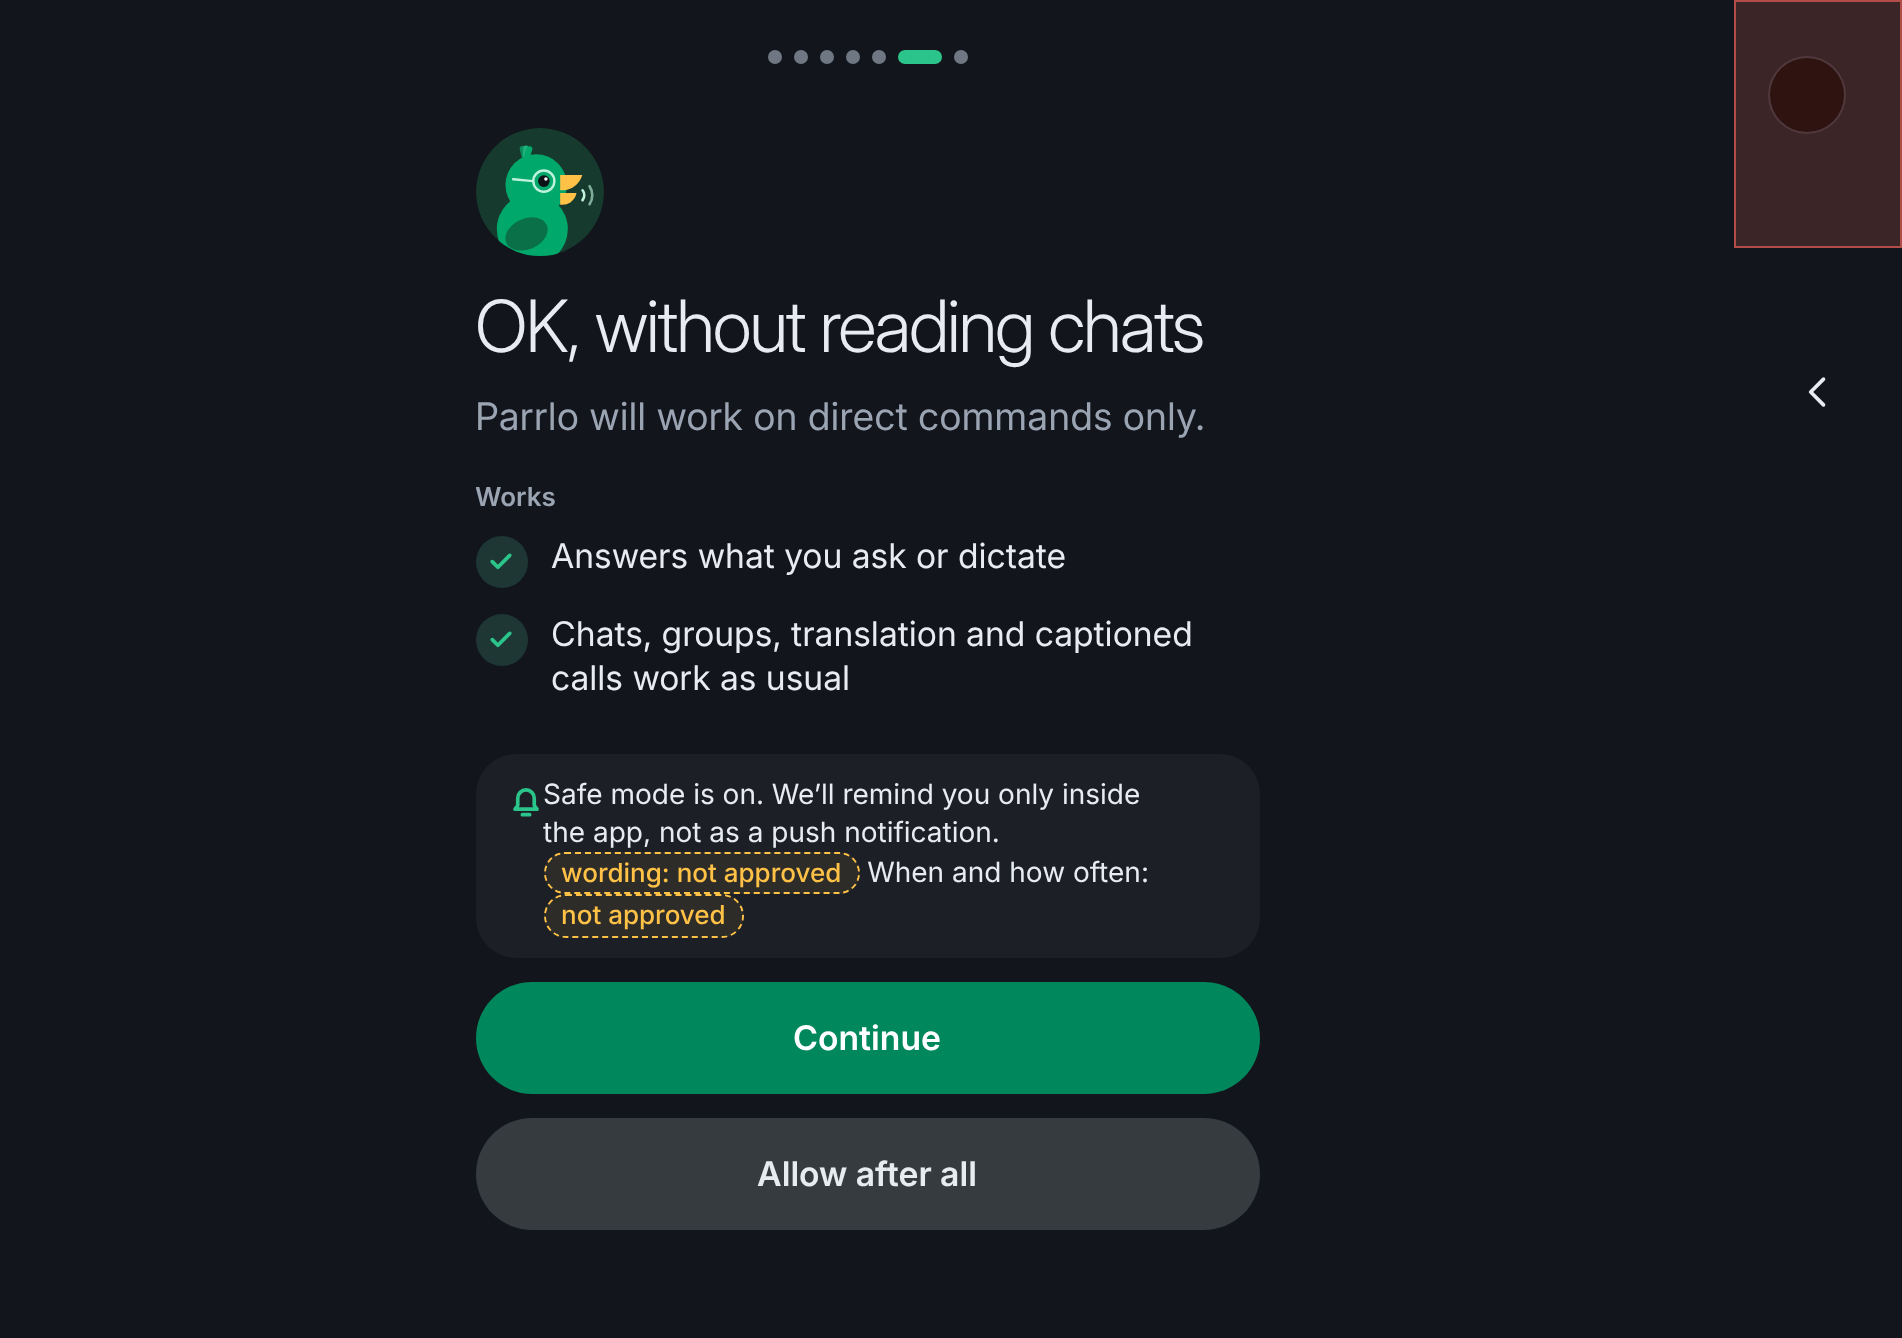 OK, without reading chats
Parrlo will work on direct commands only.
Works
Answers what you ask or dictate
Chats, groups, translation and captioned
calls work as usual
Safe mode is on. We’ll remind you only inside
the app, not as a push notification.
wording: not approved When and how often:
not approved
Continue
Allow after all